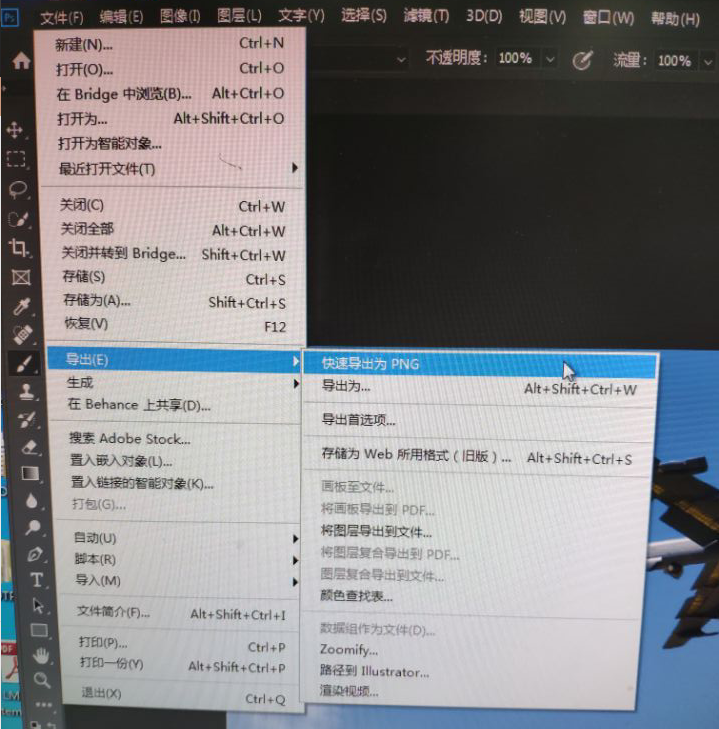 Ps 文件(F) 编辑(E) 图像(I) 图层(L) 文字(Y) 选择(S) 滤镜(T) 3D(D) 视图(V) 窗口(W) 帮助(H)
不透明度: 100% 流量: 100%
新建(N)... Ctrl+N
打开(O)... Ctrl+O
在 Bridge 中浏览(B)... Alt+Ctrl+O
打开为... Alt+Shift+Ctrl+O
打开为智能对象...
最近打开文件(T)
关闭(C) Ctrl+W
关闭全部 Alt+Ctrl+W
关闭并转到 Bridge... Shift+Ctrl+W
存储(S) Ctrl+S
存储为(A)... Shift+Ctrl+S
恢复(V) F12
导出(E)
生成
在 Behance 上共享(D)...
搜索 Adobe Stock...
置入嵌入对象(L)...
置入链接的智能对象(K)...
打包(G)...
自动(U)
脚本(R)
导入(M)
文件简介(F)... Alt+Shift+Ctrl+I
打印(P)... Ctrl+P
打印一份(Y) Alt+Shift+Ctrl+P
退出(X) Ctrl+Q
快速导出为 PNG
导出为... Alt+Shift+Ctrl+W
导出首选项...
存储为 Web 所用格式（旧版）... Alt+Shift+Ctrl+S
画板至文件...
将画板导出到 PDF...
将图层导出到文件...
将图层复合导出到 PDF...
图层复合导出到文件...
颜色查找表...
数据组作为文件(D)...
Zoomify...
路径到 Illustrator...
渲染视频...